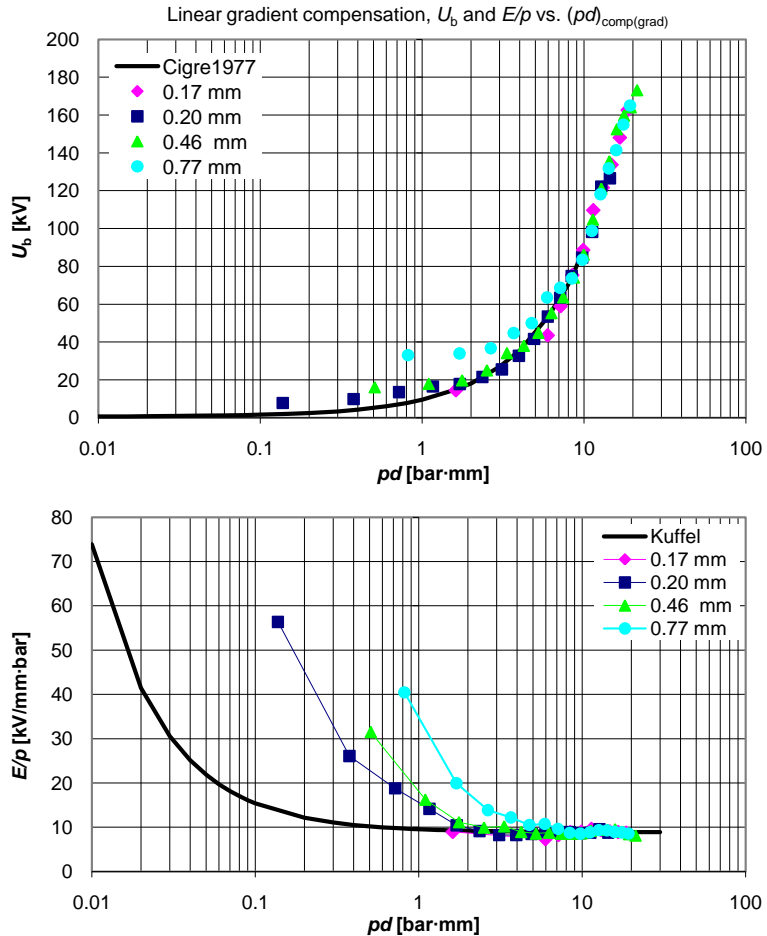 Linear gradient compensation, Ub and E/p vs. (pd)comp(grad)
200
180
160
140
120
100
80
60
40
20
0
Ub [kV]
Cigre1977
0.17 mm
0.20 mm
0.46 mm
0.77 mm
0.01 0.1 1 10 100
pd [bar·mm]
80
70
60
50
40
30
20
10
0
E/p [kV/mm·bar]
Kuffel
0.17 mm
0.20 mm
0.46 mm
0.77 mm
0.01 0.1 1 10 100
pd [bar·mm]